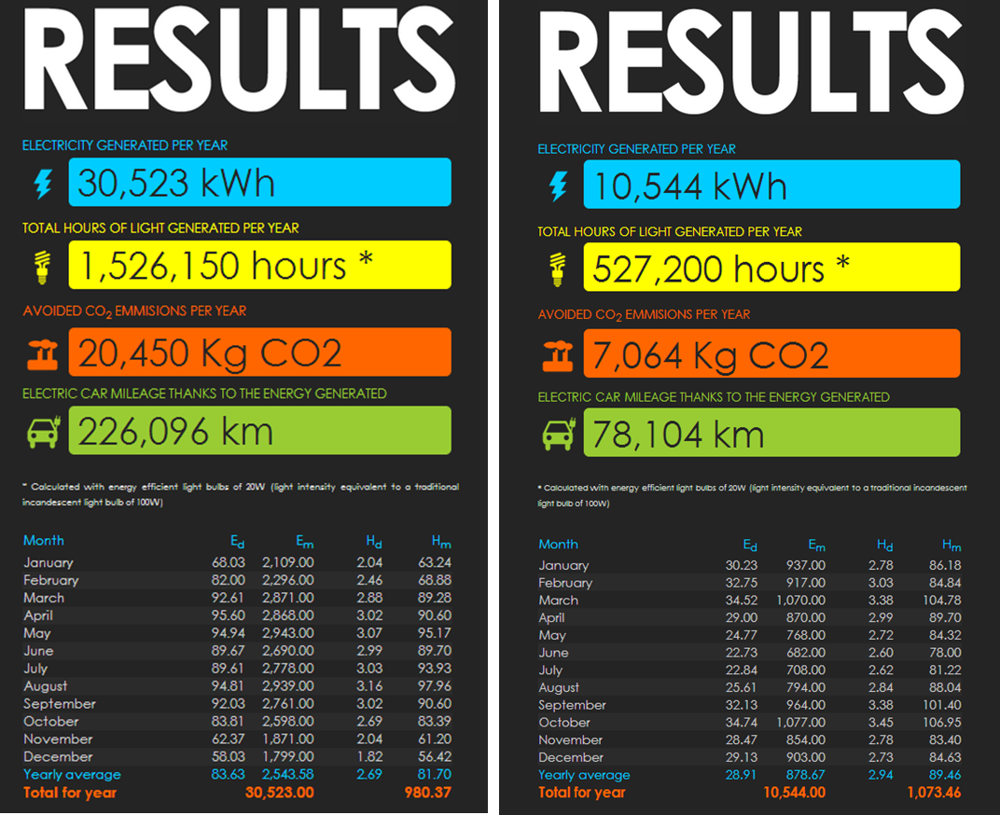 RESULTS
ELECTRICITY GENERATED PER YEAR
30,523 kWh
TOTAL HOURS OF LIGHT GENERATED PER YEAR
1,526,150 hours *
AVOIDED CO2 EMMISIONS PER YEAR
20,450 Kg CO2
ELECTRIC CAR MILEAGE THANKS TO THE ENERGY GENERATED
226,096 km
* Calculated with energy efficient light bulbs of 20W (light intensity equivalent to a traditional
incandescent light bulb of 100W)
Month Ed Em Hd Hm
January 68.03 2,109.00 2.04 63.24
February 82.00 2,296.00 2.46 68.88
March 92.61 2,871.00 2.88 89.28
April 95.60 2,868.00 3.02 90.60
May 94.94 2,943.00 3.07 95.17
June 89.67 2,690.00 2.99 89.70
July 89.61 2,778.00 3.03 93.93
August 94.81 2,939.00 3.16 97.96
September 92.03 2,761.00 3.02 90.60
October 83.81 2,598.00 2.69 83.39
November 62.37 1,871.00 2.04 61.20
December 58.03 1,799.00 1.82 56.42
Yearly average 83.63 2,543.58 2.69 81.70
Total for year 30,523.00 980.37
RESULTS
ELECTRICITY GENERATED PER YEAR
10,544 kWh
TOTAL HOURS OF LIGHT GENERATED PER YEAR
527,200 hours *
AVOIDED CO2 EMMISIONS PER YEAR
7,064 Kg CO2
ELECTRIC CAR MILEAGE THANKS TO THE ENERGY GENERATED
78,104 km
* Calculated with energy efficient light bulbs of 20W (light intensity equivalent to a traditional incandescent
light bulb of 100W)
Month Ed Em Hd Hm
January 30.23 937.00 2.78 86.18
February 32.75 917.00 3.03 84.84
March 34.52 1,070.00 3.38 104.78
April 29.00 870.00 2.99 89.70
May 24.77 768.00 2.72 84.32
June 22.73 682.00 2.60 78.00
July 22.84 708.00 2.62 81.22
August 25.61 794.00 2.84 88.04
September 32.13 964.00 3.38 101.40
October 34.74 1,077.00 3.45 106.95
November 28.47 854.00 2.78 83.40
December 29.13 903.00 2.73 84.63
Yearly average 28.91 878.67 2.94 89.46
Total for year 10,544.00 1,073.46